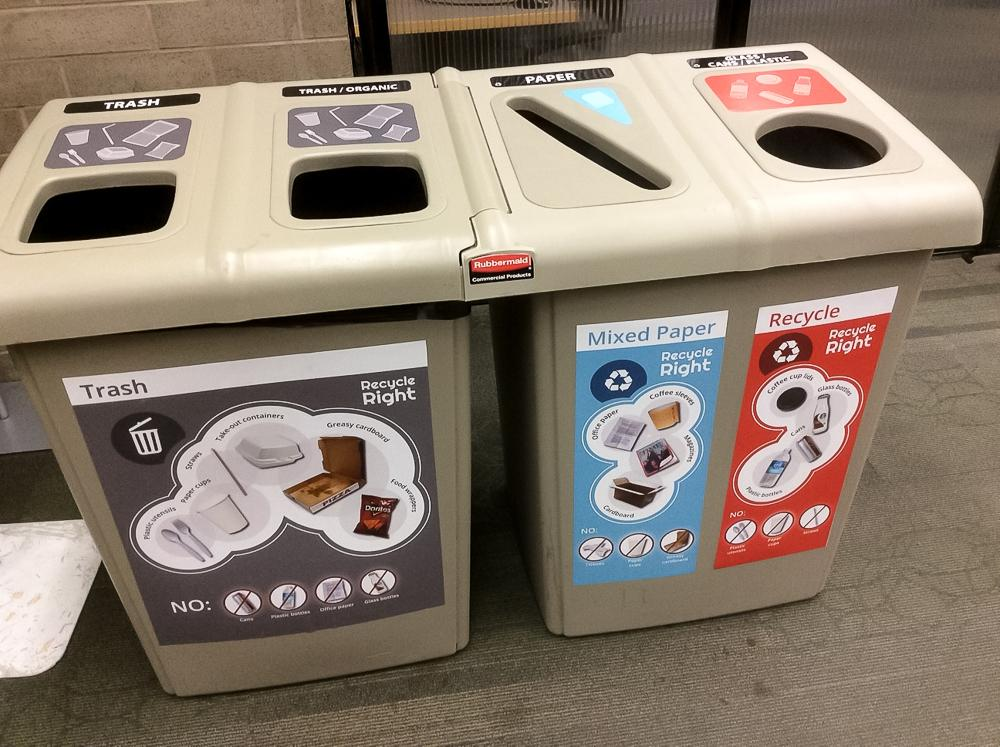 TRASH
TRASH / ORGANIC
PAPER
GLASS /
CANS / PLASTIC
Rubbermaid
Commercial Products
Trash
Recycle
Right
Plastic utensils
Paper cups
Straws
Take-out containers
Greasy cardboard
Food wrappers
PIZZA
Doritos
NO:
Cans
Plastic bottles
Office paper
Glass bottles
Mixed Paper
Recycle
Right
Office paper
Coffee sleeves
Magazines
Cardboard
NO:
Paper
cups
Greasy
cardboard
Recycle
Recycle
Right
Coffee cup lids
Glass bottles
Cans
Plastic bottles
NO:
Plastic
utensils
Paper
cups
Straws